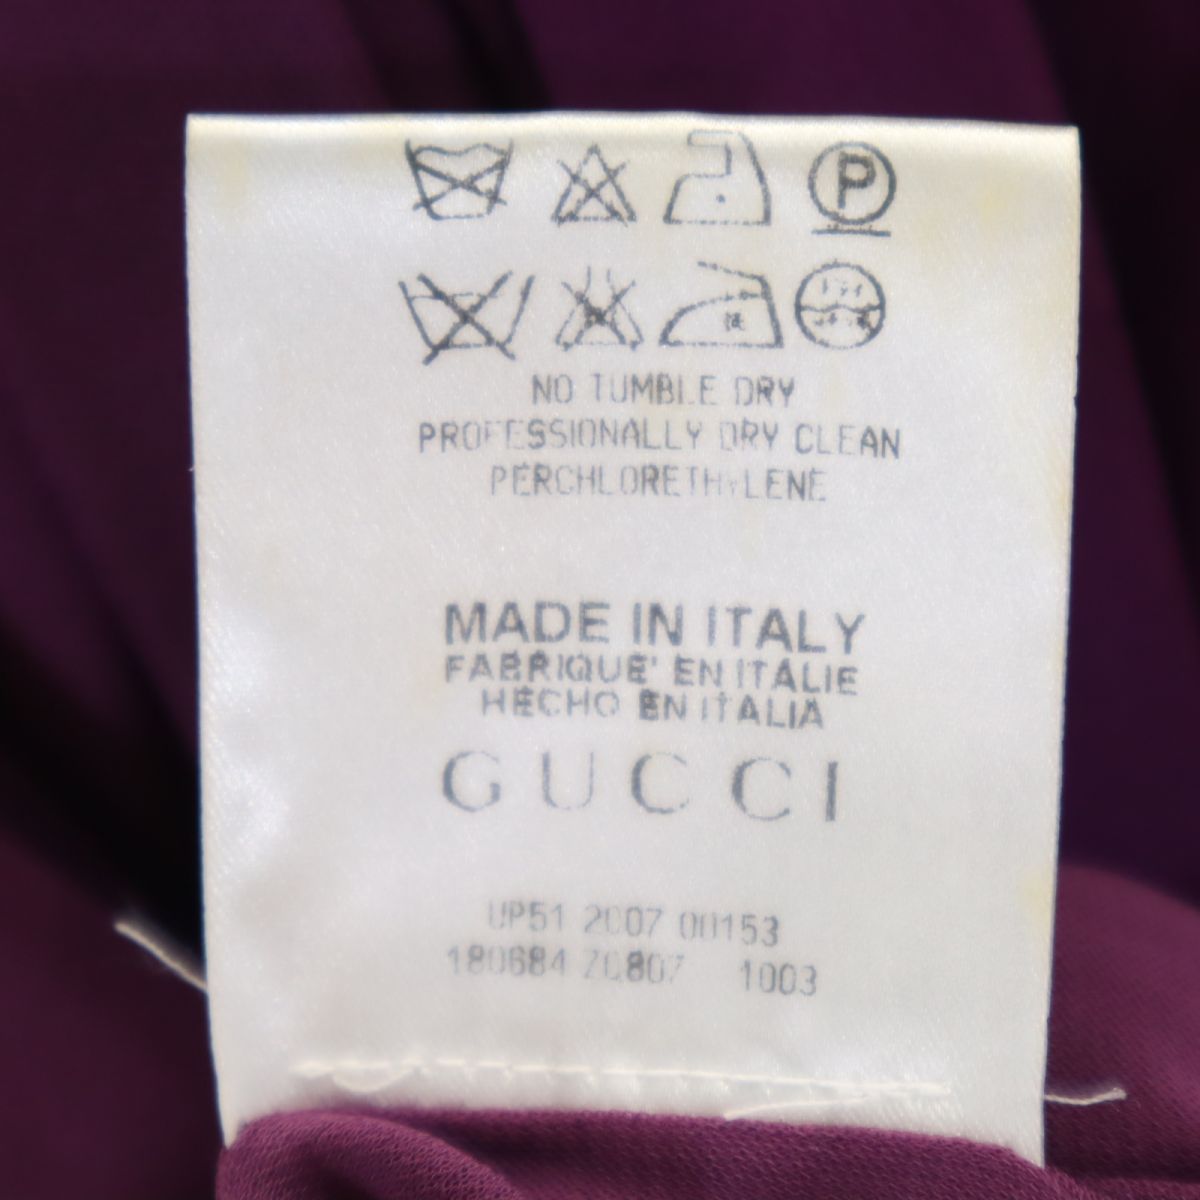 P
NO TUMBLE DRY
PROFESSIONALLY DRY CLEAN
PERCHLORETHYLENE
MADE IN ITALY
FABRIQUE' EN ITALIE
HECHO EN ITALIA
GUCCI
UP51 2007 00153
180684 ZQ807 1003